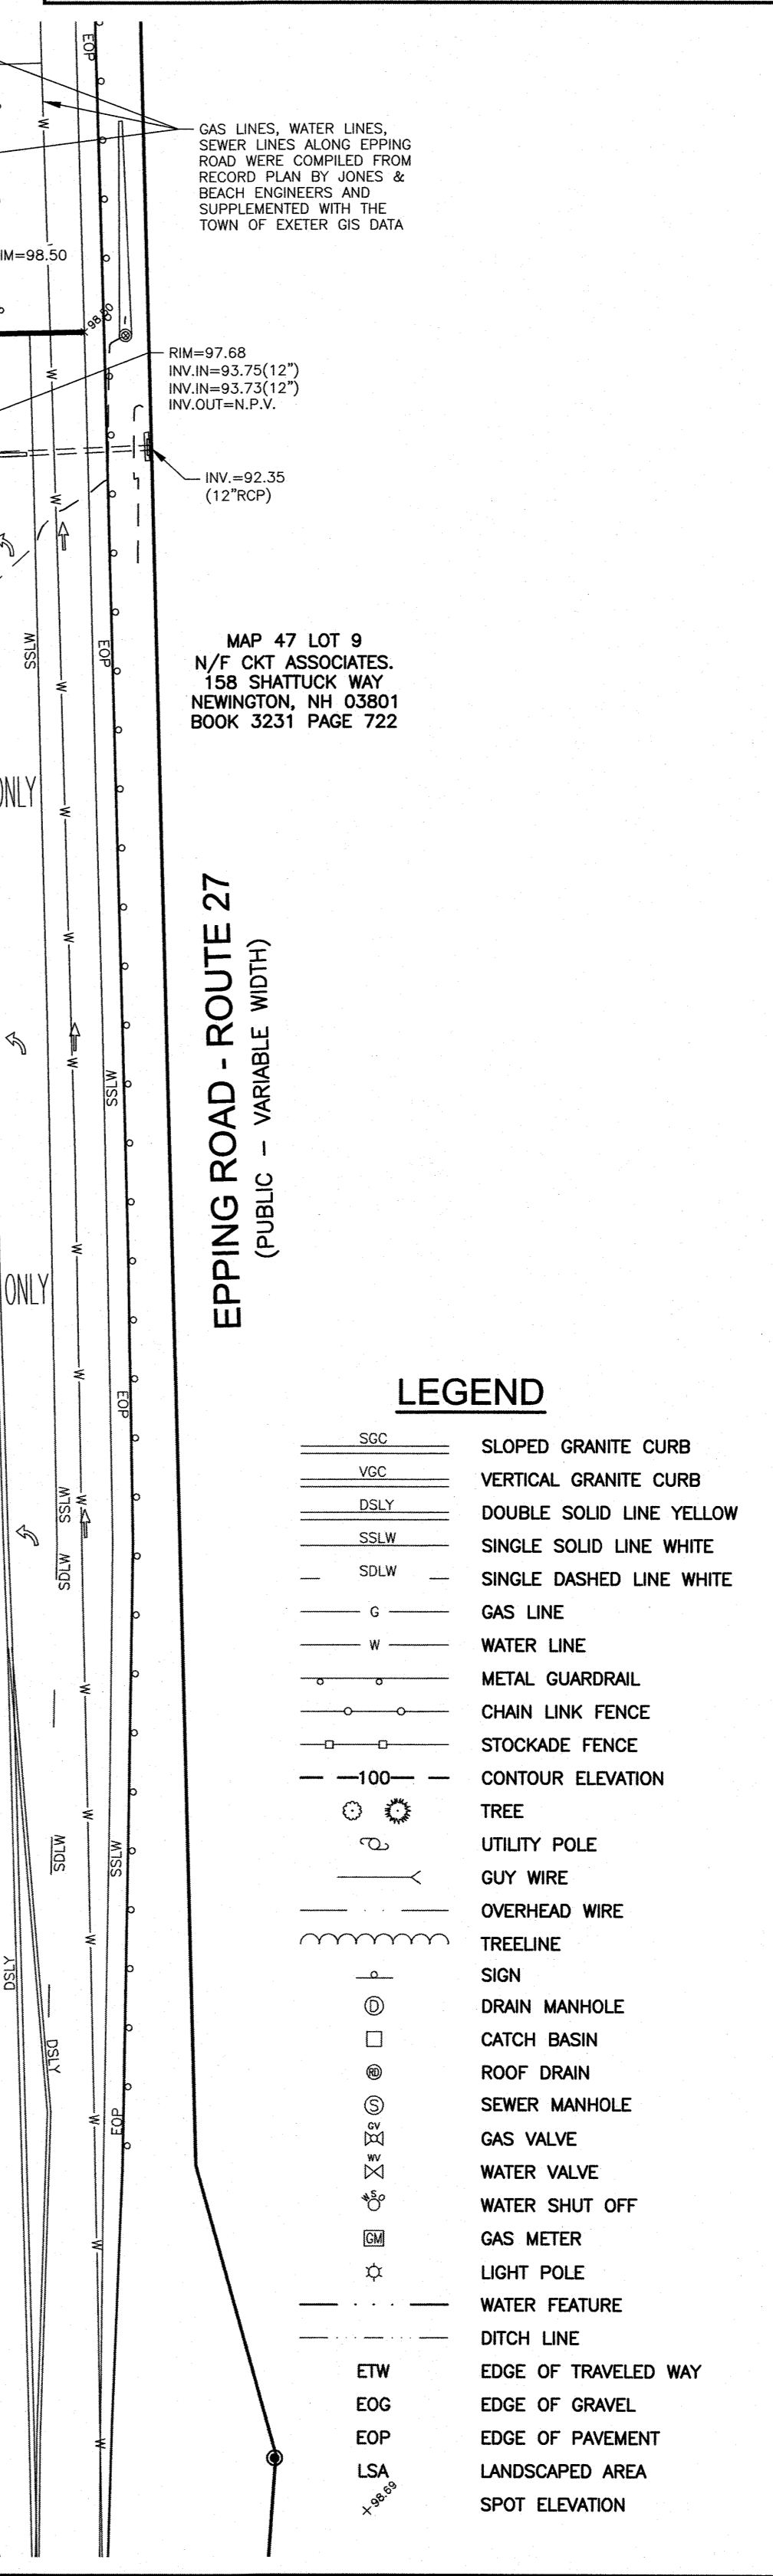 EOP
W
GAS LINES, WATER LINES,
SEWER LINES ALONG EPPING
ROAD WERE COMPILED FROM
RECORD PLAN BY JONES &
BEACH ENGINEERS AND
SUPPLEMENTED WITH THE
TOWN OF EXETER GIS DATA
IM=98.50
98.50
W
RIM=97.68
INV.IN=93.75(12")
INV.IN=93.73(12")
INV.OUT=N.P.V.
INV.=92.35
(12"RCP)
W
SSLW
EOP
MAP 47 LOT 9
N/F CKT ASSOCIATES.
158 SHATTUCK WAY
NEWINGTON, NH 03801
BOOK 3231 PAGE 722
W
ONLY
W
EPPING ROAD - ROUTE 27
(PUBLIC - VARIABLE WIDTH)
W
W
SSLW
W
ONLY
W
EOP
SSLW
W
SDLW
W
W
SDLW
SSLW
W
DSLY
DSLY
EOP
W
W
W
LEGEND
SGC SLOPED GRANITE CURB
VGC VERTICAL GRANITE CURB
DSLY DOUBLE SOLID LINE YELLOW
SSLW SINGLE SOLID LINE WHITE
SDLW SINGLE DASHED LINE WHITE
G GAS LINE
W WATER LINE
METAL GUARDRAIL
CHAIN LINK FENCE
STOCKADE FENCE
100 CONTOUR ELEVATION
TREE
UTILITY POLE
GUY WIRE
OVERHEAD WIRE
TREELINE
SIGN
D DRAIN MANHOLE
CATCH BASIN
RD ROOF DRAIN
S SEWER MANHOLE
GV GAS VALVE
WV WATER VALVE
WSO WATER SHUT OFF
GM GAS METER
LIGHT POLE
WATER FEATURE
DITCH LINE
ETW EDGE OF TRAVELED WAY
EOG EDGE OF GRAVEL
EOP EDGE OF PAVEMENT
LSA LANDSCAPED AREA
+98.69 SPOT ELEVATION